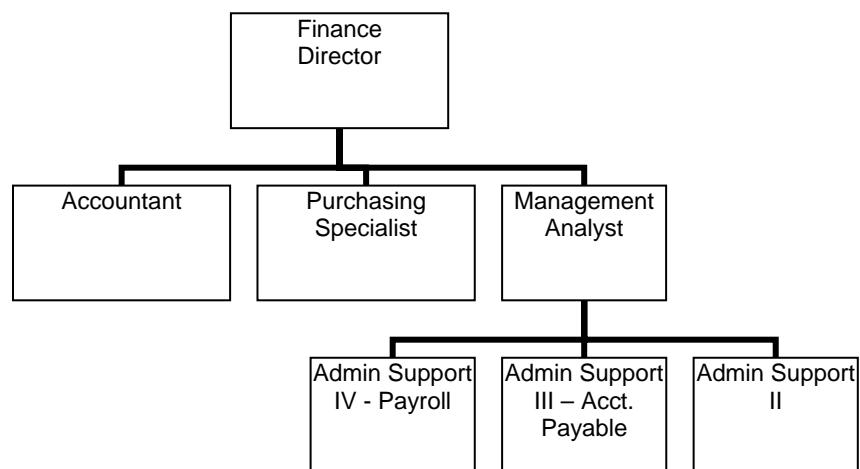 Finance
Director
Accountant
Purchasing
Specialist
Management
Analyst
Admin Support
IV - Payroll
Admin Support
III – Acct.
Payable
Admin Support
II